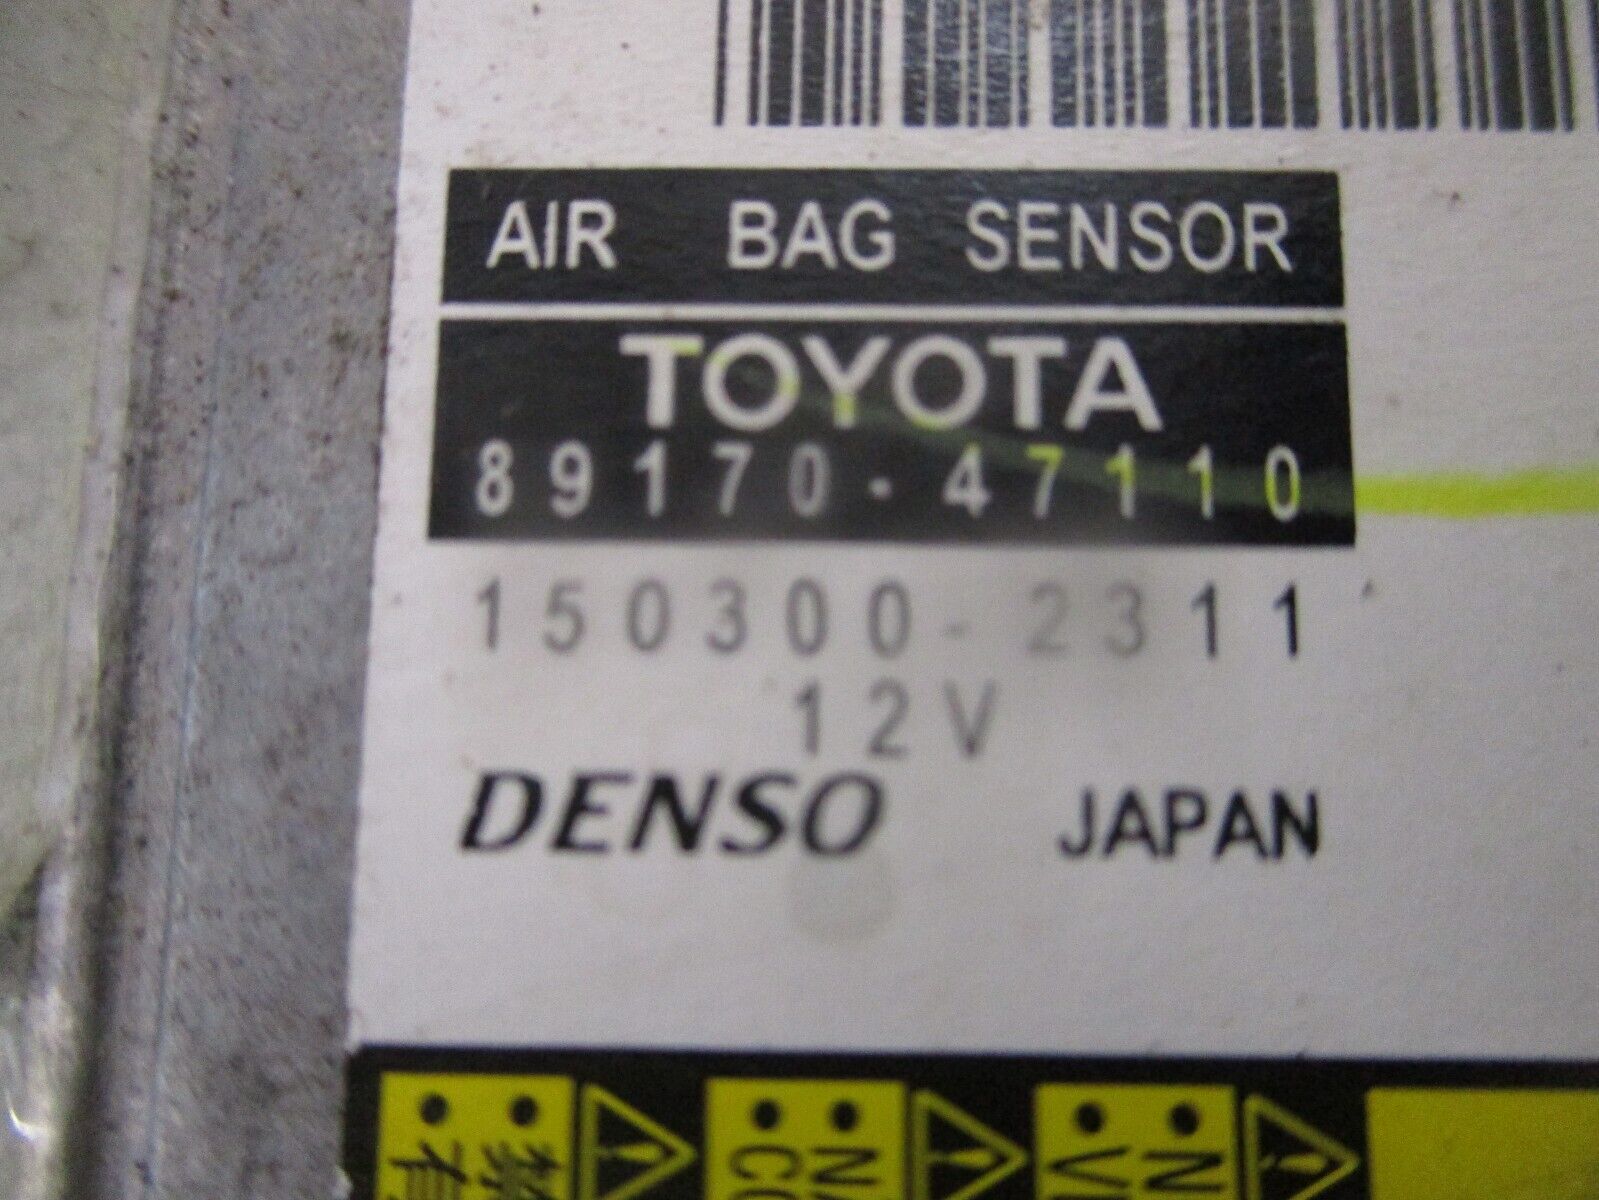 AIR BAG SENSOR
TOYOTA
89170-47110
150300-2311
12V
DENSO JAPAN